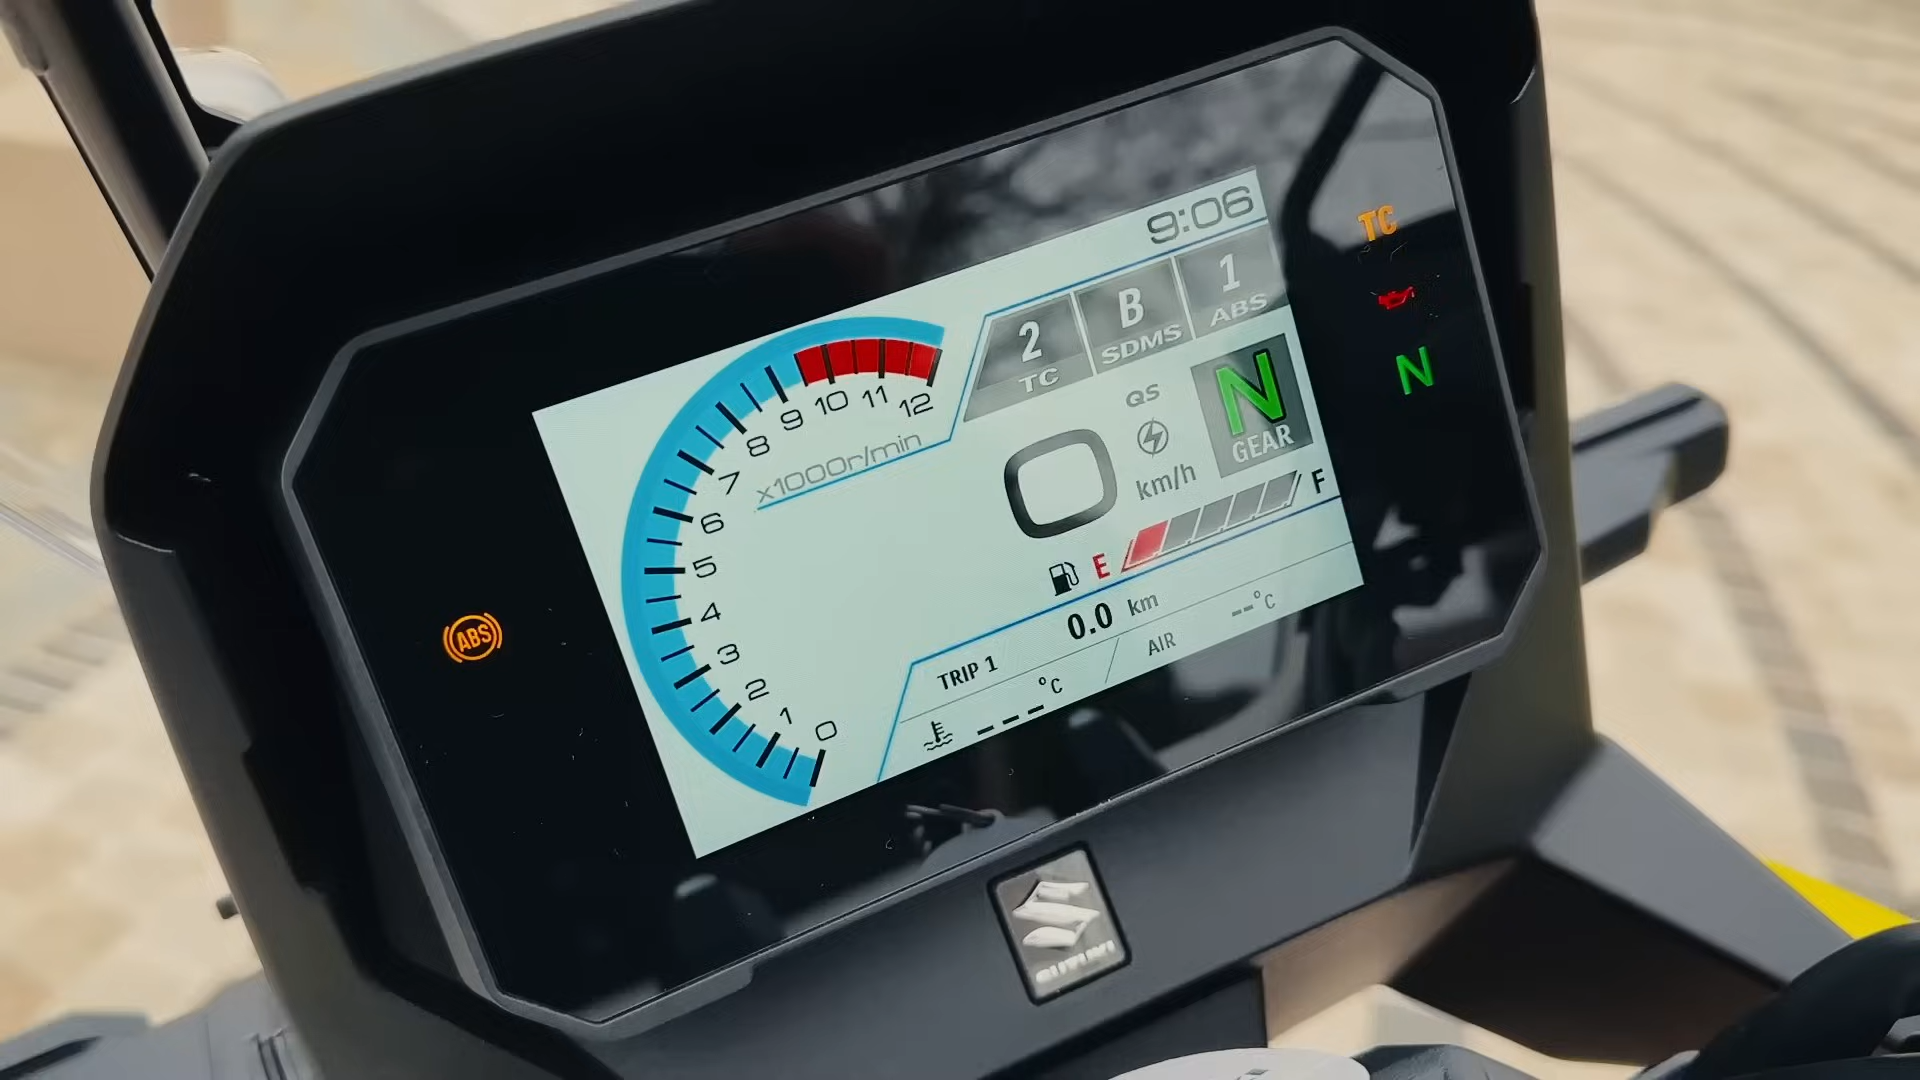 9:06
TC
2
TC
B
SDMS
1
ABS
N
GEAR
N
QS
km/h
0
12
11
10
9
8
7
6
5
4
3
2
1
0
x1000r/min
E
F
ABS
TRIP 1
0.0 km
---- °C
AIR
-- °C
SUZUKI